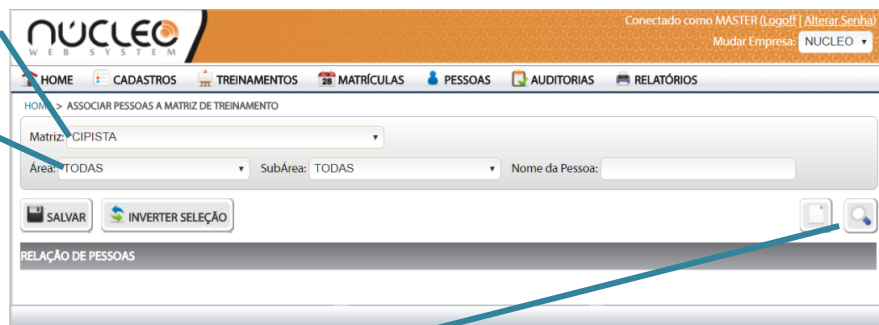 NÚCLEO
WEB SYSTEM
Conectado como MASTER (Logoff | Alterar Senha)
Mudar Empresa: NUCLEO
HOME CADASTROS TREINAMENTOS 28 MATRÍCULAS PESSOAS AUDITORIAS RELATÓRIOS
HOME > ASSOCIAR PESSOAS A MATRIZ DE TREINAMENTO
Matriz: CIPISTA
Área: TODAS SubÁrea: TODAS Nome da Pessoa:
SALVAR INVERTER SELEÇÃO
RELAÇÃO DE PESSOAS